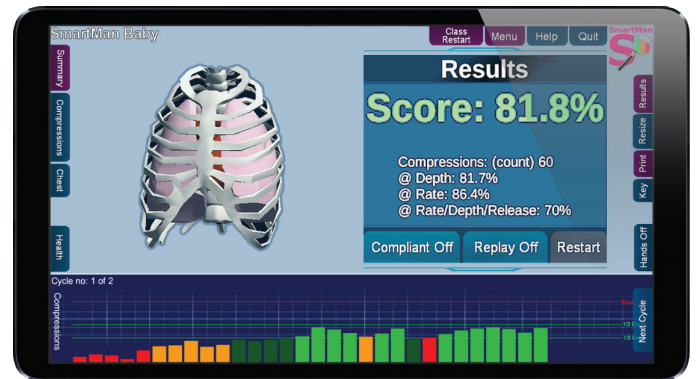 SmartMan Baby
Class
Restart
Menu
Help
Quit
SmartMan
Summary
Compressions
Chest
Health
Results
Score: 81.8%
Compressions: (count) 60
@ Depth: 81.7%
@ Rate: 86.4%
@ Rate/Depth/Release: 70%
Compliant Off
Replay Off
Restart
Results
Resize
Print
Key
Hands Off
Cycle no: 1 of 2
Compressions
Next Cycle